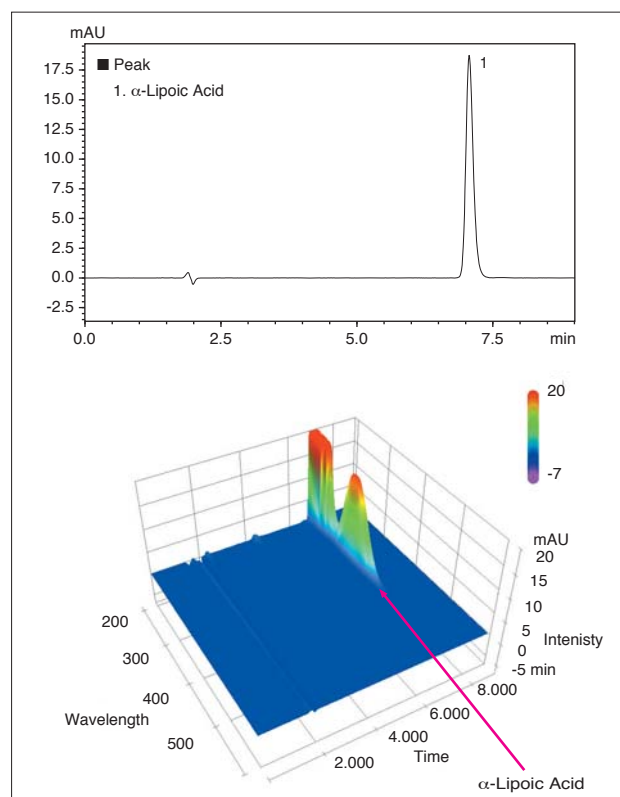 mAU
17.5
15.0
12.5
10.0
7.5
5.0
2.5
0.0
-2.5
■ Peak
1. α-Lipoic Acid
1
0.0 2.5 5.0 7.5 min
20
-7
mAU
20
15
10
5
0
-5 min
Intenisty
200
300
400
500
Wavelength
2.000
4.000
6.000
8.000
Time
α-Lipoic Acid